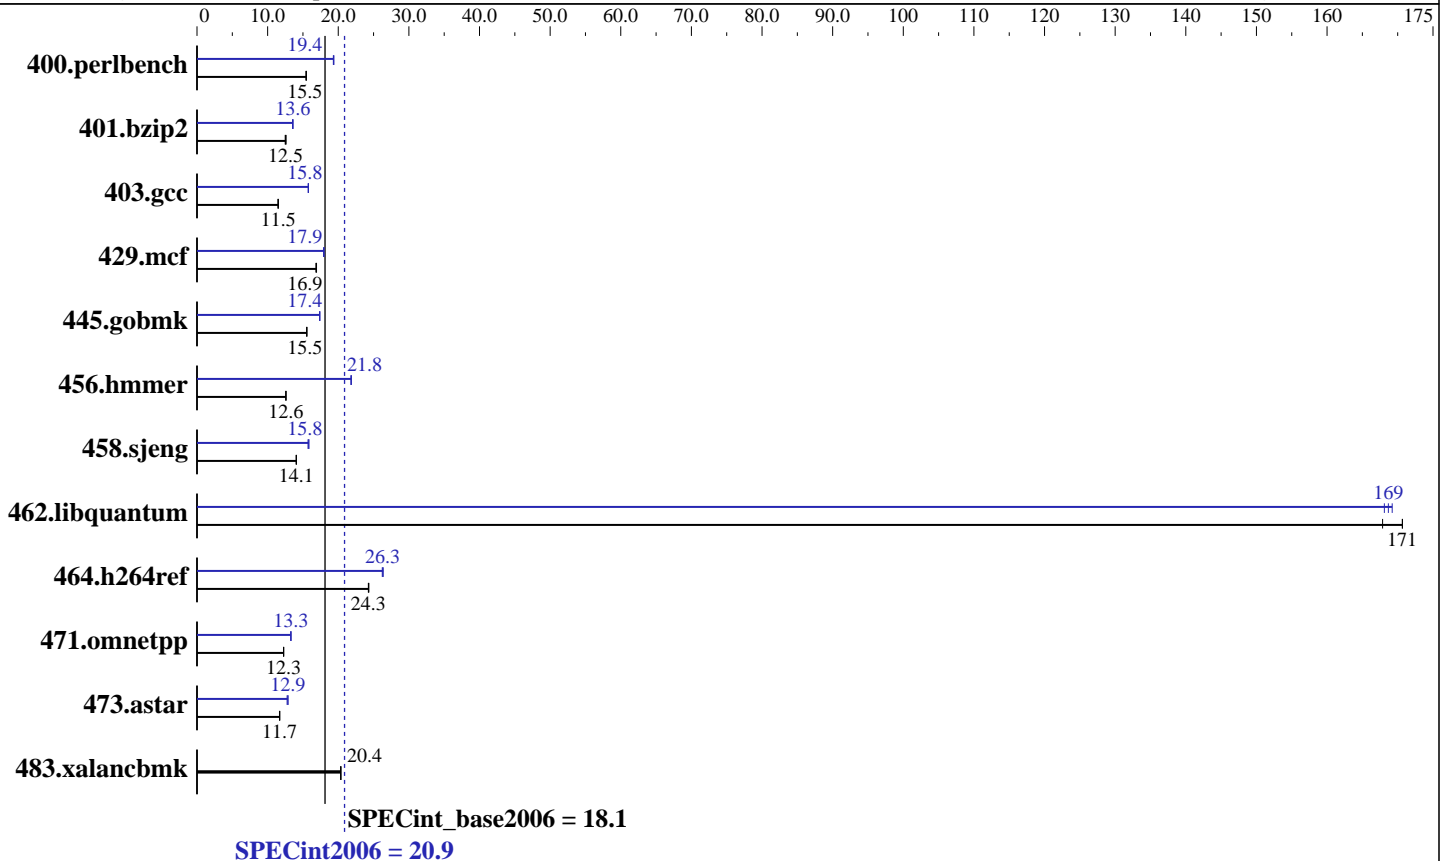 0 10.0 20.0 30.0 40.0 50.0 60.0 70.0 80.0 90.0 100 110 120 130 140 150 160 175
19.4
400.perlbench
15.5
13.6
401.bzip2
12.5
15.8
403.gcc
11.5
17.9
429.mcf
16.9
17.4
445.gobmk
15.5
21.8
456.hmmer
12.6
15.8
458.sjeng
14.1
169
462.libquantum
171
26.3
464.h264ref
24.3
13.3
471.omnetpp
12.3
12.9
473.astar
11.7
20.4
483.xalancbmk
SPECint_base2006 = 18.1
SPECint2006 = 20.9